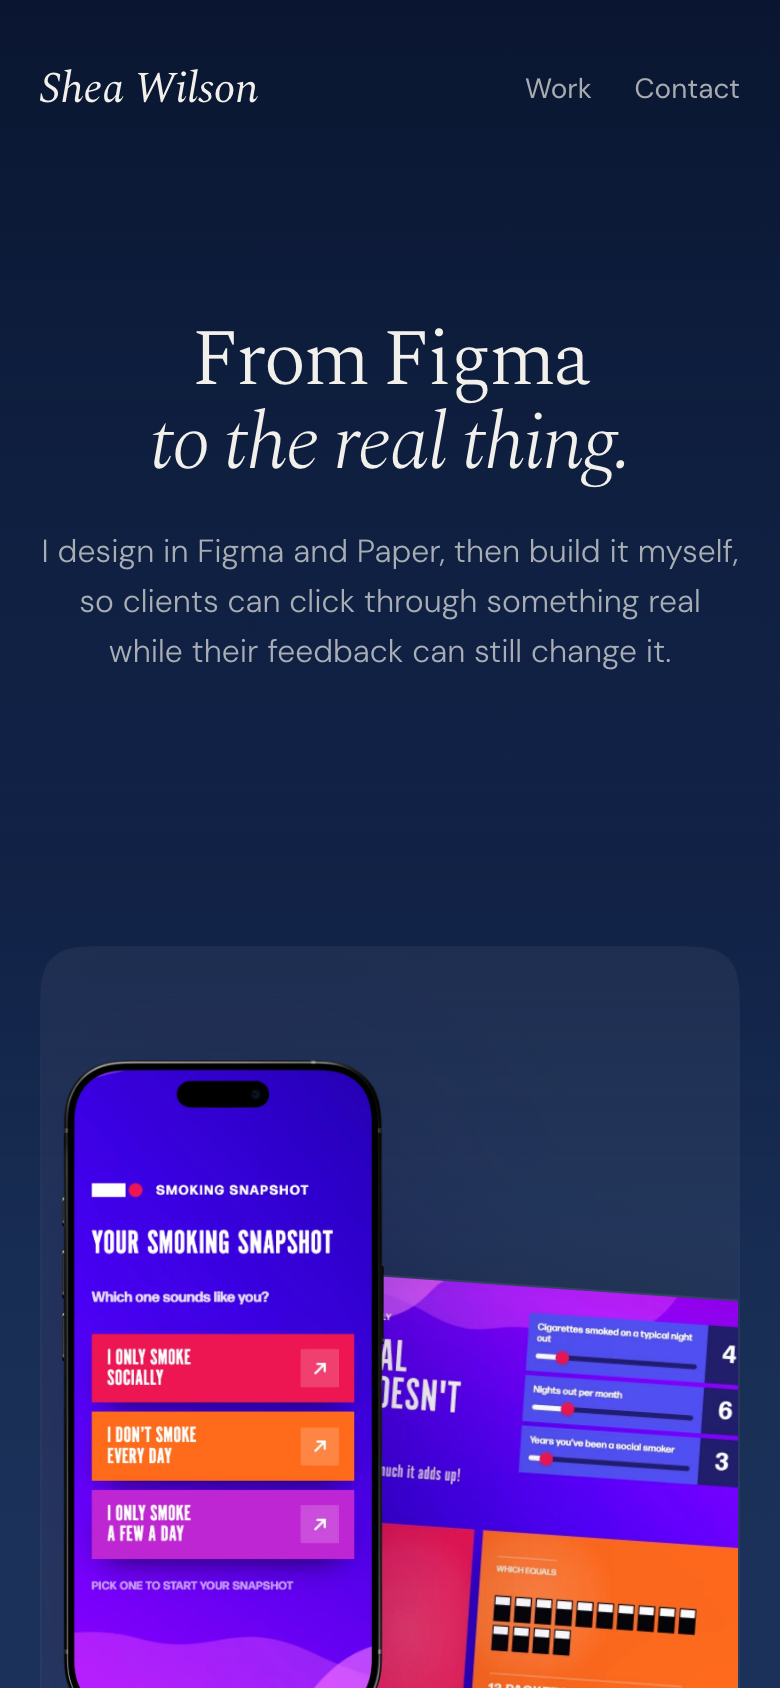 Shea Wilson
Work
Contact
From Figma
to the real thing.
I design in Figma and Paper, then build it myself,
so clients can click through something real
while their feedback can still change it.
SMOKING SNAPSHOT
YOUR SMOKING SNAPSHOT
Which one sounds like you?
I ONLY SMOKE
SOCIALLY
I DON'T SMOKE
EVERY DAY
I ONLY SMOKE
A FEW A DAY
PICK ONE TO START YOUR SNAPSHOT
Cigarettes smoked on a typical night
out
4
Nights out per month
6
Years you've been a social smoker
3
it adds up!
WHICH EQUALS